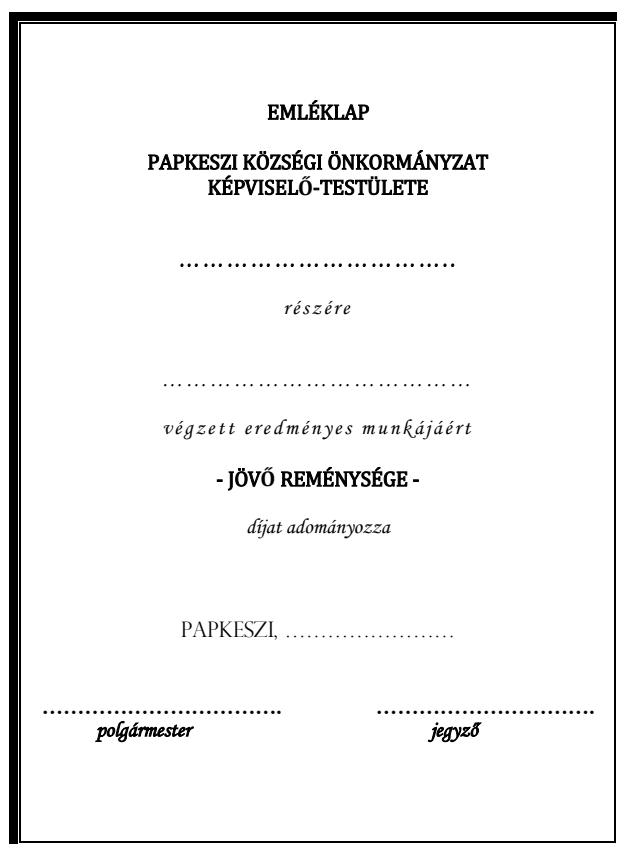 EMLÉKLAP
PAPKESZI KÖZSÉGI ÖNKORMÁNYZAT
KÉPVISELŐ-TESTÜLETE
……………………………..
részére
…………………………………
végzett eredményes munkájáért
- JÖVŐ REMÉNYSÉGE -
díjat adományozza
PAPKESZI, ……………………
……………………………. ………………………….
polgármester jegyző